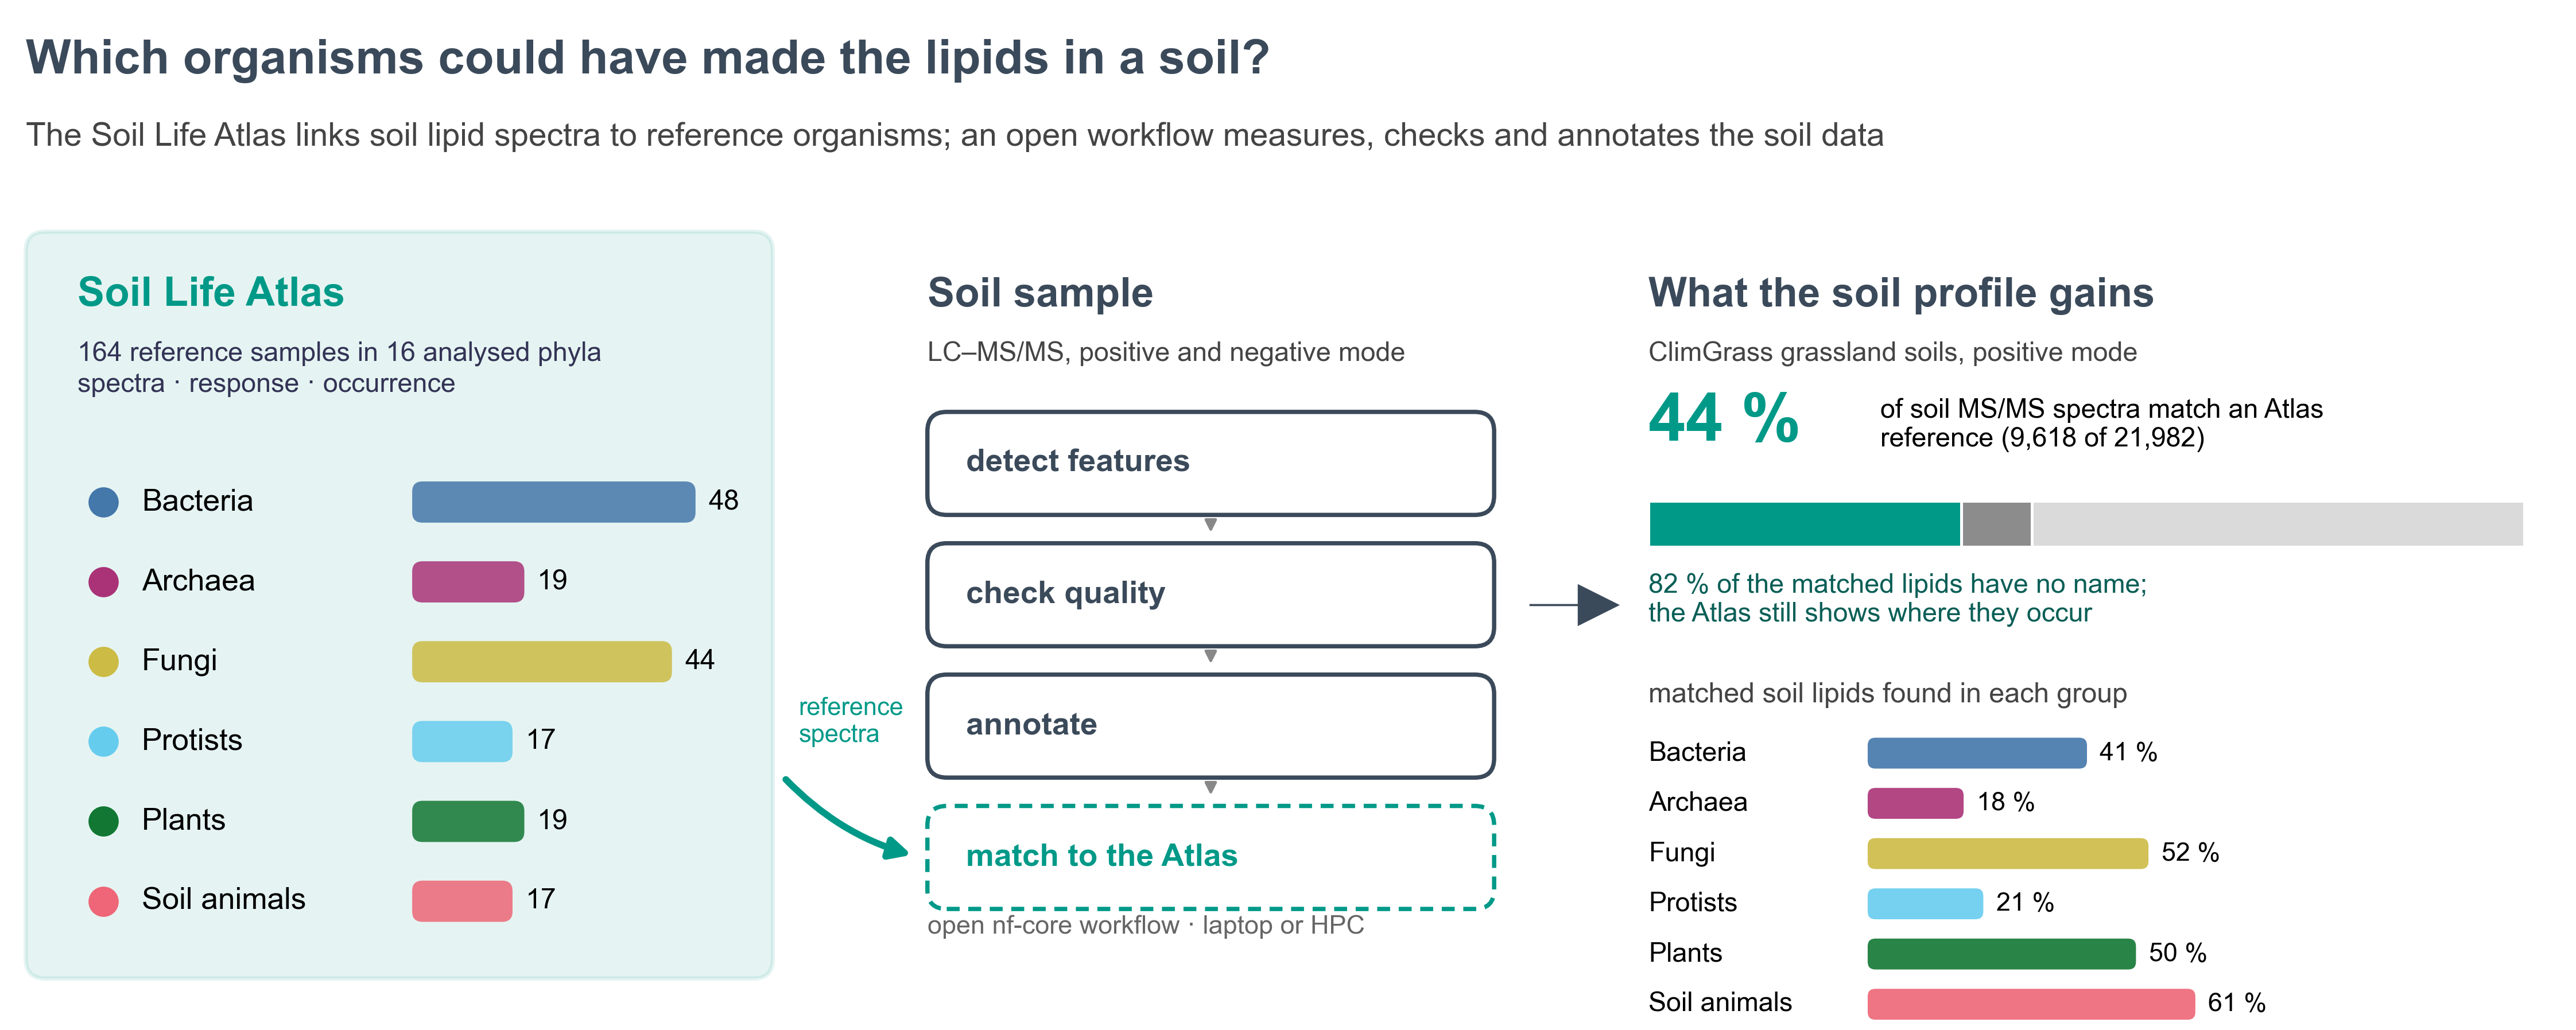 Which organisms could have made the lipids in a soil?
The Soil Life Atlas links soil lipid spectra to reference organisms; an open workflow measures, checks and annotates the soil data
Soil Life Atlas
164 reference samples in 16 analysed phyla
spectra · response · occurrence
Bacteria 48
Archaea 19
Fungi 44
Protists 17
Plants 19
Soil animals 17
reference
spectra
Soil sample
LC–MS/MS, positive and negative mode
detect features
check quality
annotate
match to the Atlas
open nf-core workflow · laptop or HPC
What the soil profile gains
ClimGrass grassland soils, positive mode
44 %
of soil MS/MS spectra match an Atlas
reference (9,618 of 21,982)
82 % of the matched lipids have no name;
the Atlas still shows where they occur
matched soil lipids found in each group
Bacteria 41 %
Archaea 18 %
Fungi 52 %
Protists 21 %
Plants 50 %
Soil animals 61 %